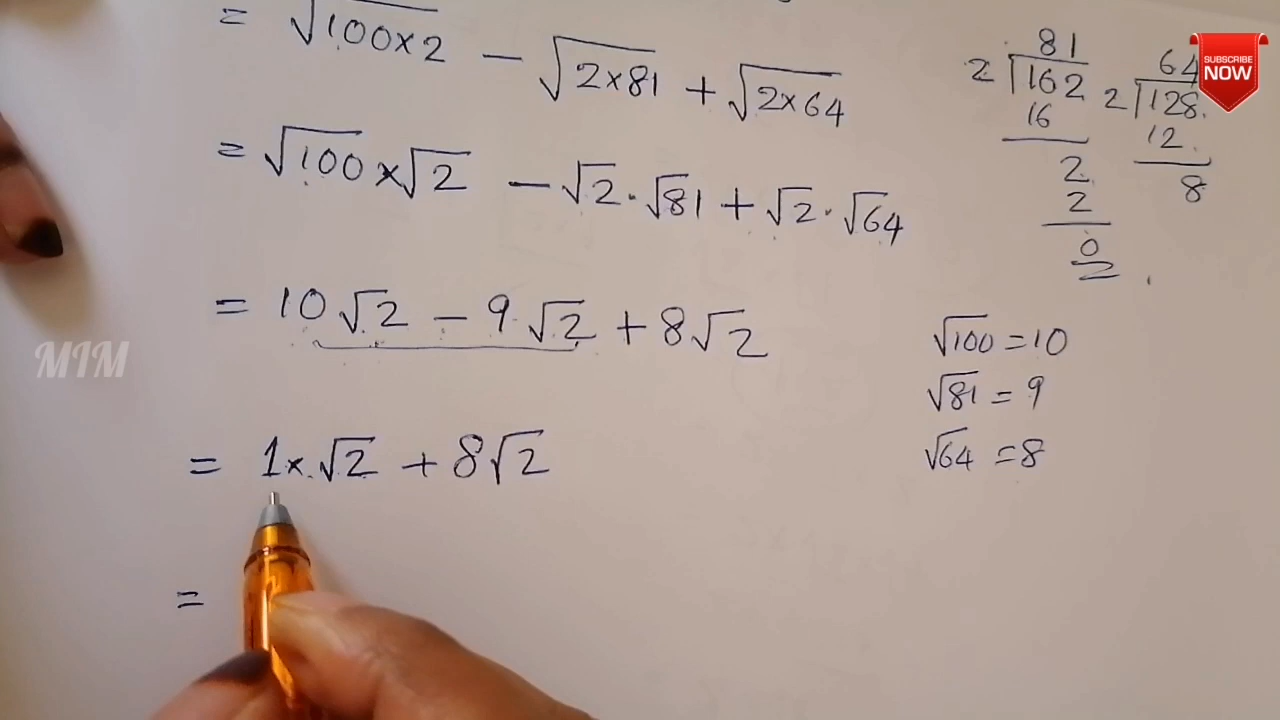 = √100×2 − √2×81 + √2×64
= √100 × √2 − √2 · √81 + √2 · √64
= 10√2 − 9√2 + 8√2
= 1×√2 + 8√2
=
81
2 √162
16
2
2
0
64
2 √128
12
8
√100 = 10
√81 = 9
√64 = 8
SUBSCRIBE
NOW
MIM